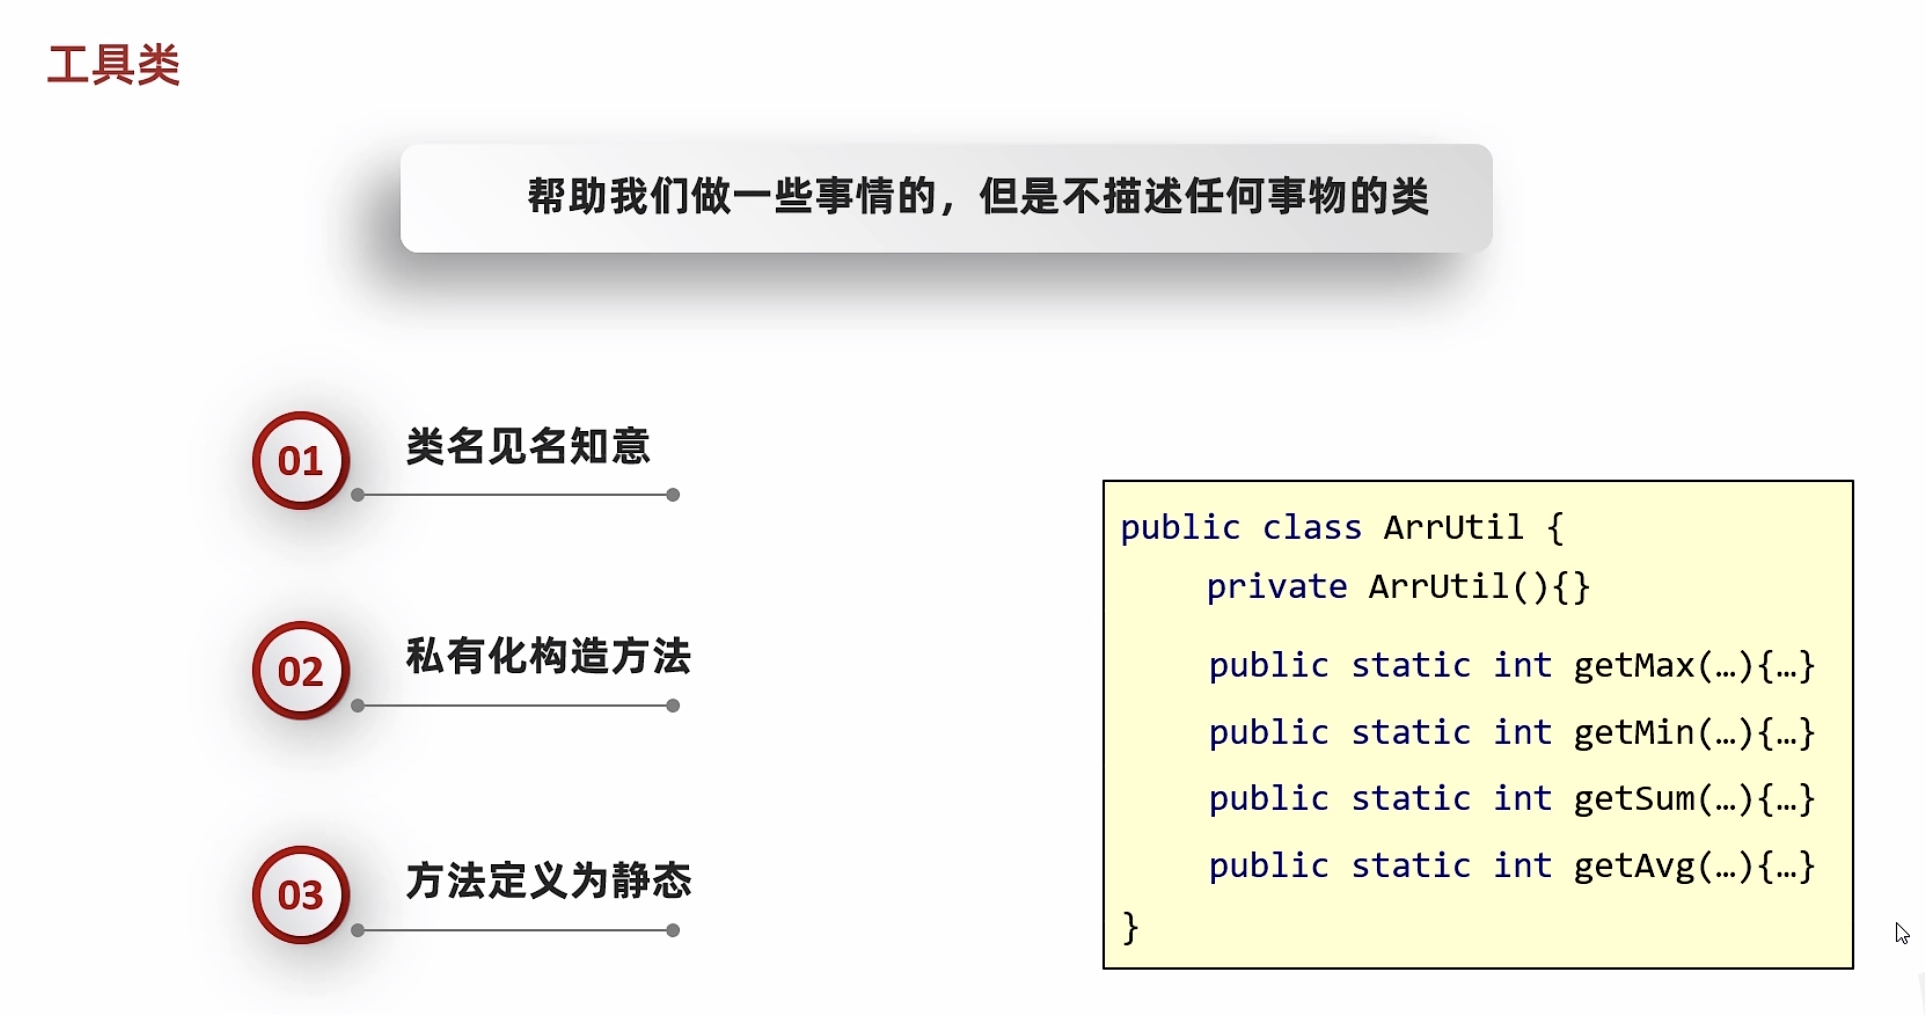 工具类
帮助我们做一些事情的，但是不描述任何事物的类
01
类名见名知意
02
私有化构造方法
03
方法定义为静态
public class ArrUtil {
private ArrUtil(){}
public static int getMax(…){…}
public static int getMin(…){…}
public static int getSum(…){…}
public static int getAvg(…){…}
}